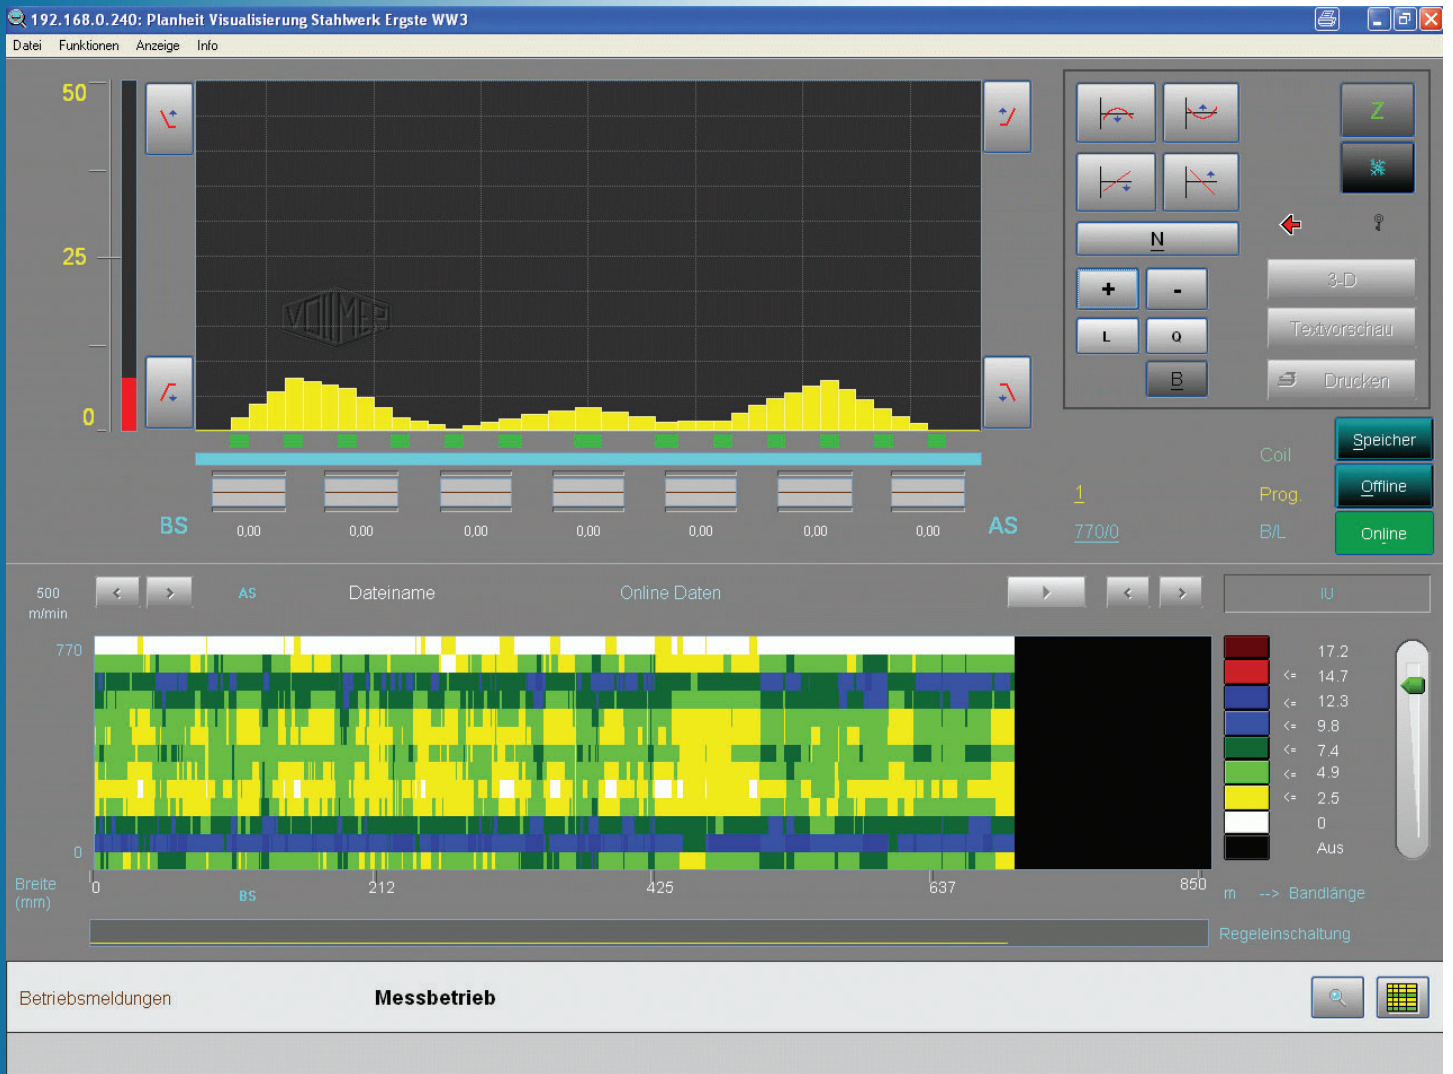 192.168.0.240: Planheit Visualisierung Stahlwerk Ergste WW3
Datei Funktionen Anzeige Info
50
25
0
VOLLMER
Z
N
+ -
L Q
B
3-D
Textvorschau
Drucken
Coil Speicher
1 Prog. Offline
770/0 B/L Online
BS 0,00 0,00 0,00 0,00 0,00 0,00 0,00 AS
500 m/min < > AS Dateiname Online Daten < > IU
770
0
17.2
<= 14.7
<= 12.3
<= 9.8
<= 7.4
<= 4.9
<= 2.5
0
Aus
Breite (mm) 0 212 425 637 850 m --> Bandlänge
BS
Regeleinschaltung
Betriebsmeldungen Messbetrieb